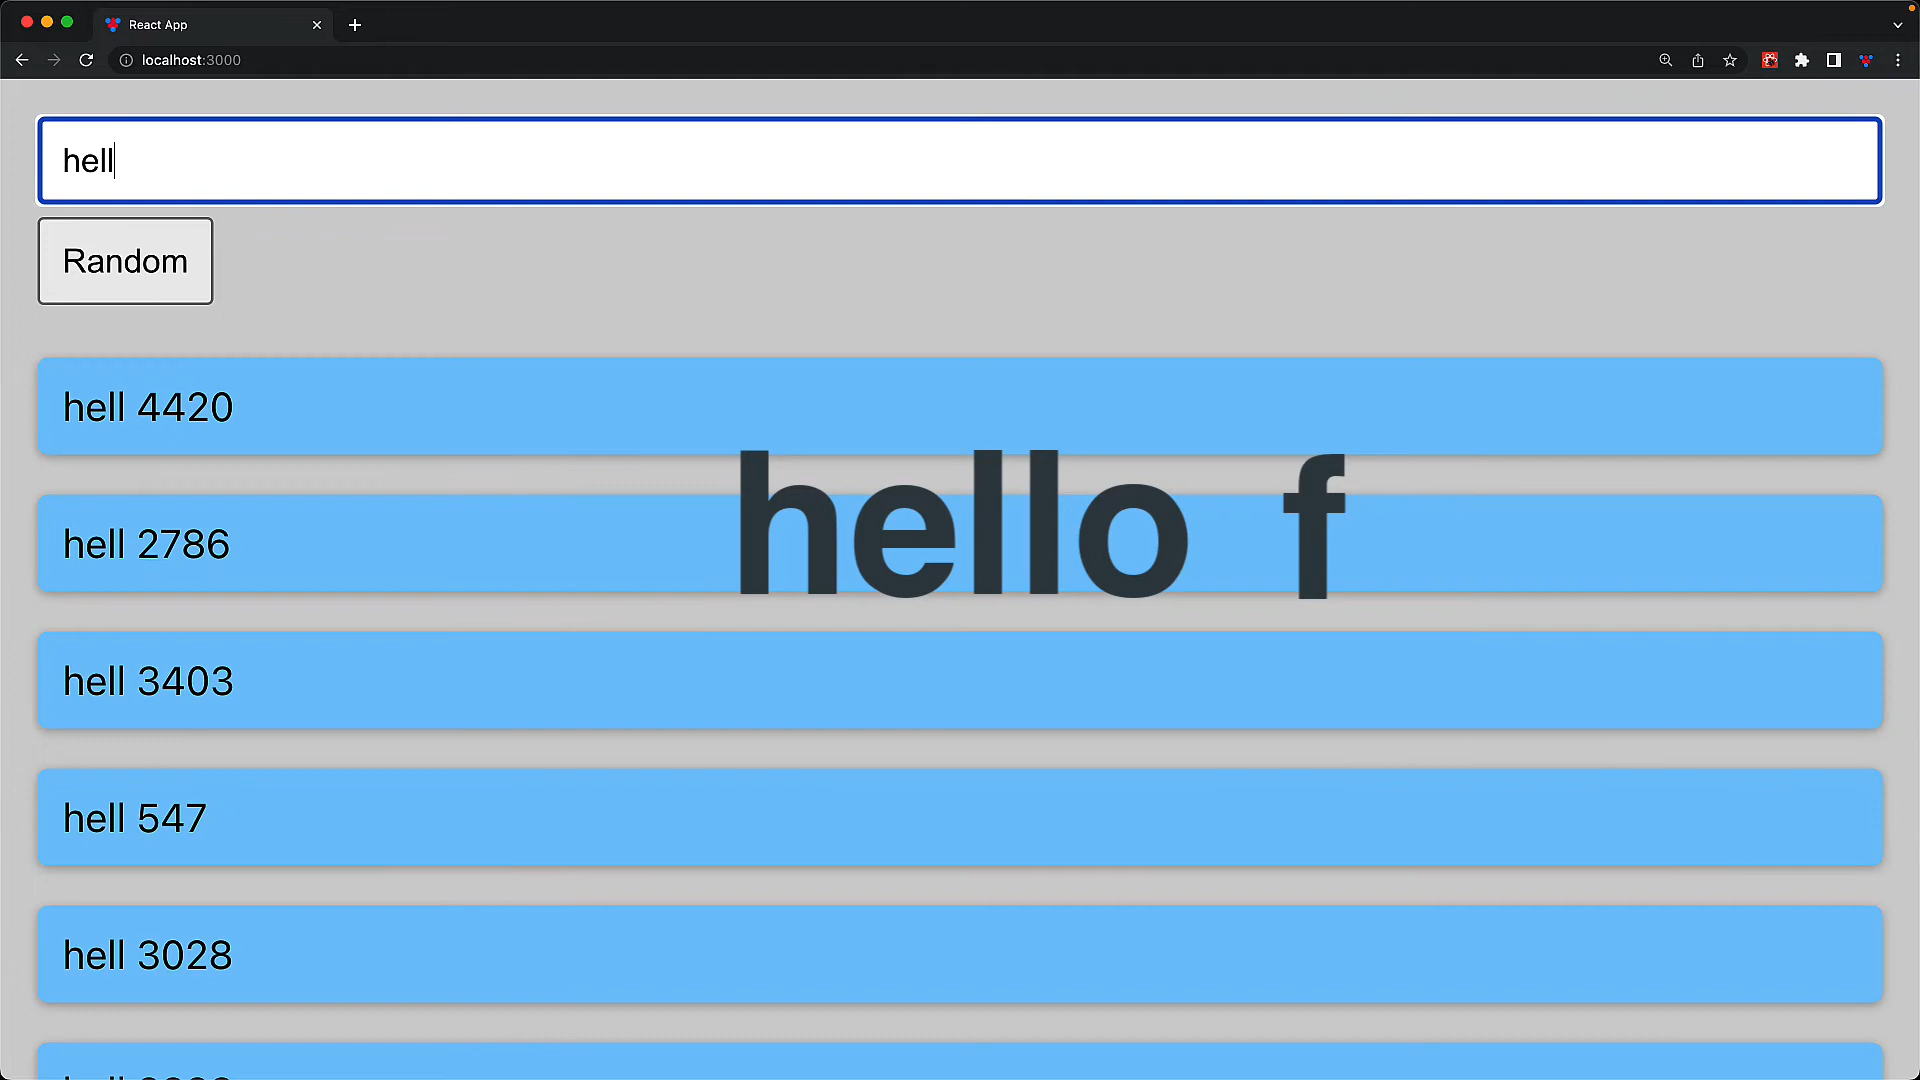 React App
localhost:3000
hell
Random
hell 4420
hello f
hell 2786
hell 3403
hell 547
hell 3028